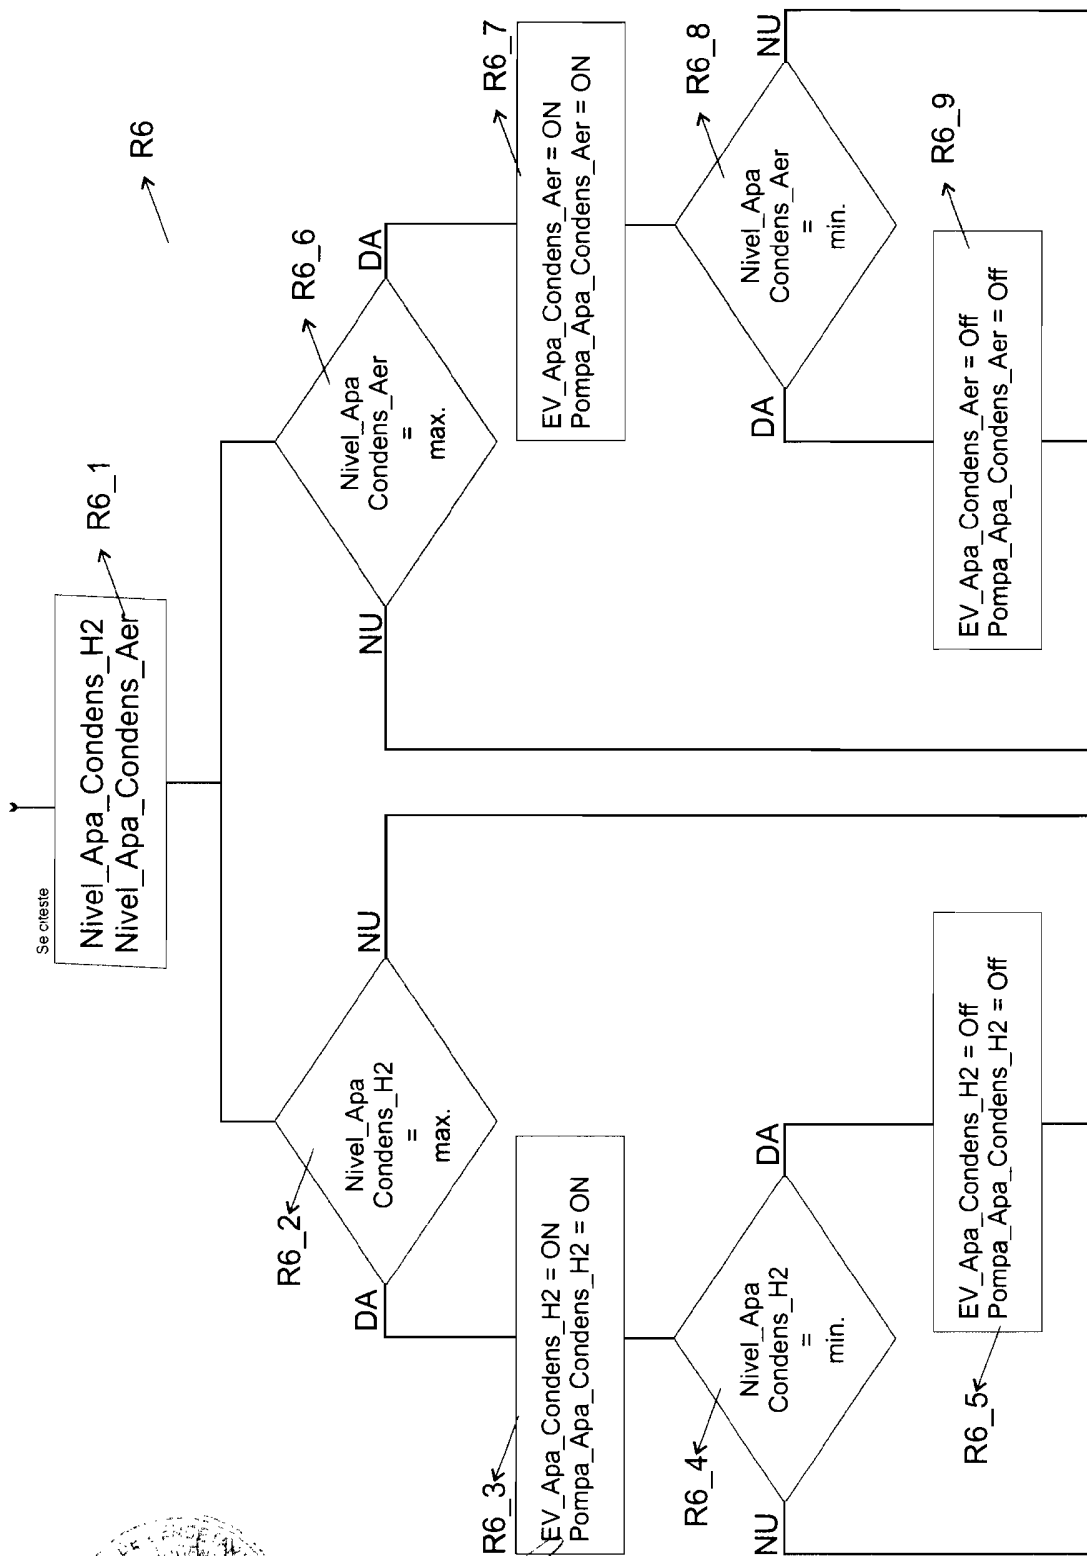 R6
Se citeste
Nivel_Apa_Condens_H2
Nivel_Apa_Condens_Aer
R6_1
R6_2
Nivel_Apa
Condens_H2
=
max.
DA
NU
R6_3
EV_Apa_Condens_H2 = ON
Pompa_Apa_Condens_H2 = ON
R6_4
Nivel_Apa
Condens_H2
=
min.
NU
DA
R6_5
EV_Apa_Condens_H2 = Off
Pompa_Apa_Condens_H2 = Off
R6_6
Nivel_Apa
Condens_Aer
=
max.
NU
DA
R6_7
EV_Apa_Condens_Aer = ON
Pompa_Apa_Condens_Aer = ON
R6_8
Nivel_Apa
Condens_Aer
=
min.
DA
NU
R6_9
EV_Apa_Condens_Aer = Off
Pompa_Apa_Condens_Aer = Off